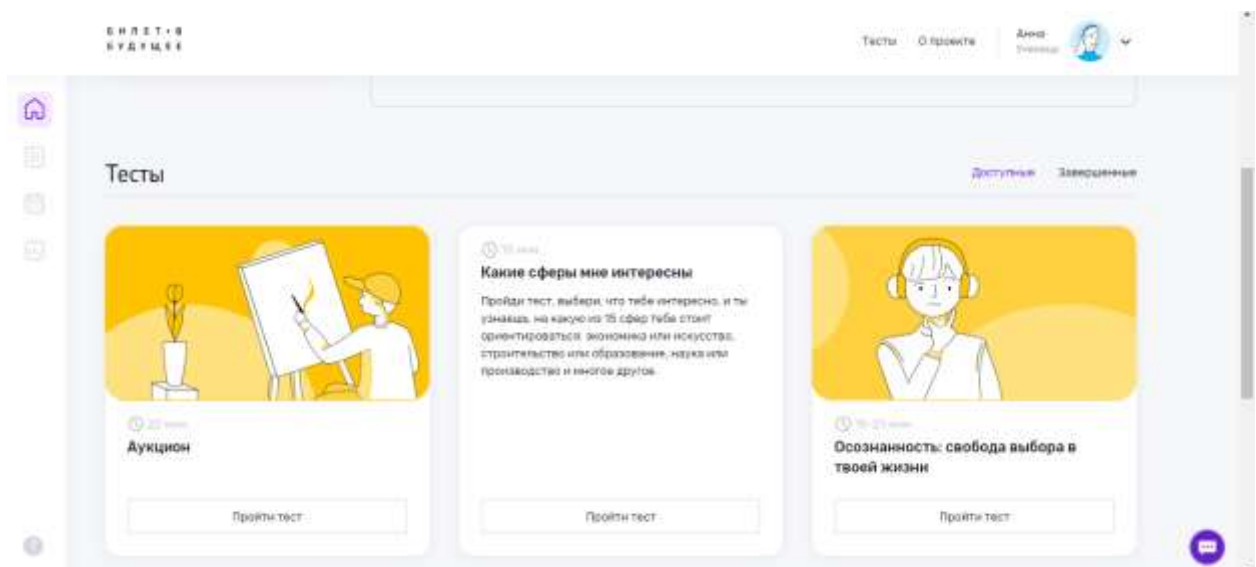 БИЛЕТ·В
БУДУЩЕЕ
Тесты О проекте
Анна
Тесты
Доступные Завершенные
Аукцион
Пройти тест
Какие сферы мне интересны
Пройди тест, выбери, что тебе интересно, и ты
узнаешь, на какую из 15 сфер тебе стоит
ориентироваться: экономика или искусство,
строительство или образование, наука или
производство и многое другое.
Пройти тест
Осознанность: свобода выбора в
твоей жизни
Пройти тест